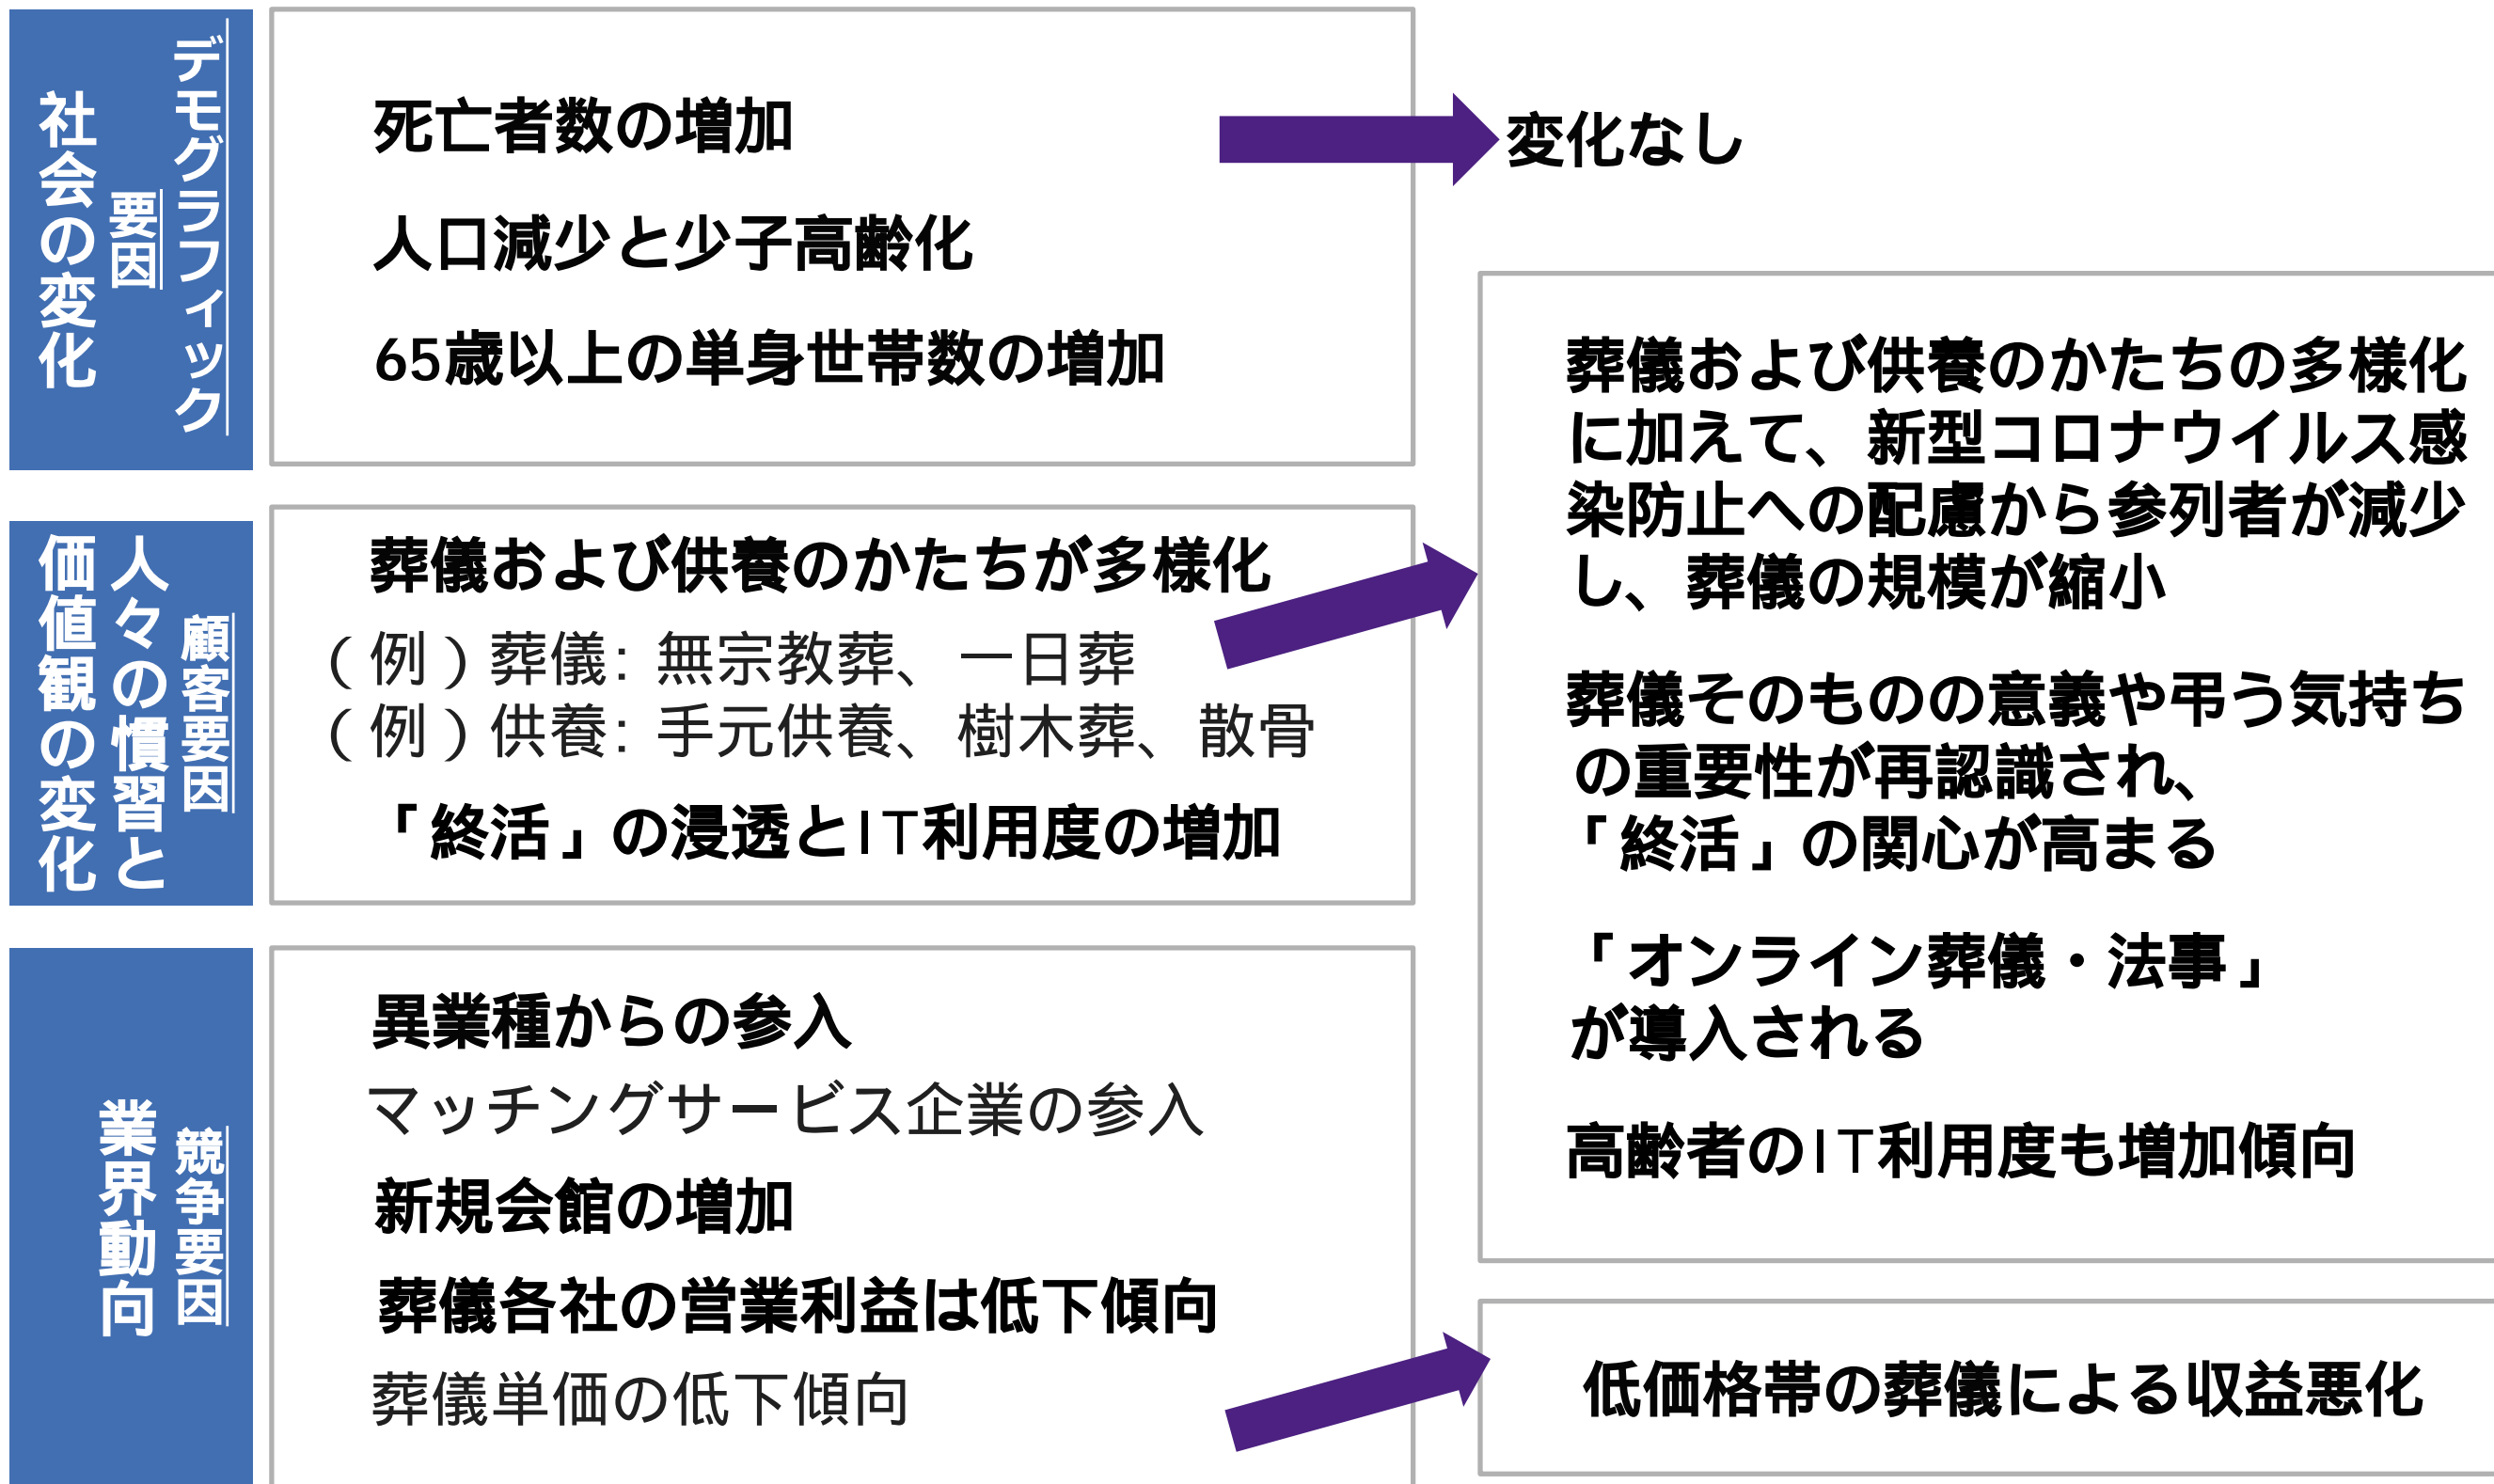 デモグラフィック
要因
社会の変化
死亡者数の増加
人口減少と少子高齢化
65歳以上の単身世帯数の増加
変化なし
顧客要因
人々の慣習と
価値観の変化
葬儀および供養のかたちが多様化
（例）葬儀：無宗教葬、一日葬
（例）供養：手元供養、樹木葬、散骨
「終活」の浸透とIT利用度の増加
葬儀および供養のかたちの多様化
に加えて、新型コロナウイルス感
染防止への配慮から参列者が減少
し、葬儀の規模が縮小
葬儀そのものの意義や弔う気持ち
の重要性が再認識され、
「終活」の関心が高まる
「オンライン葬儀・法事」
が導入される
高齢者のIT利用度も増加傾向
競争要因
業界動向
異業種からの参入
マッチングサービス企業の参入
新規会館の増加
葬儀各社の営業利益は低下傾向
葬儀単価の低下傾向
低価格帯の葬儀による収益悪化